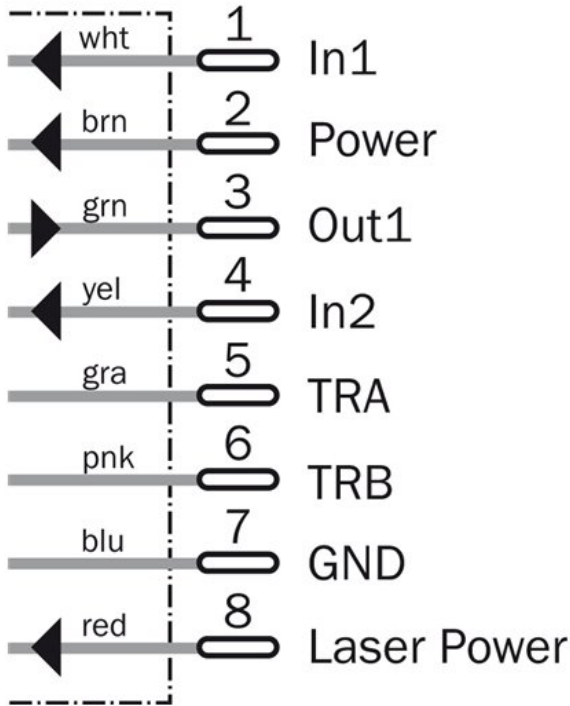 wht 1 In1
brn 2 Power
grn 3 Out1
yel 4 In2
gra 5 TRA
pnk 6 TRB
blu 7 GND
red 8 Laser Power